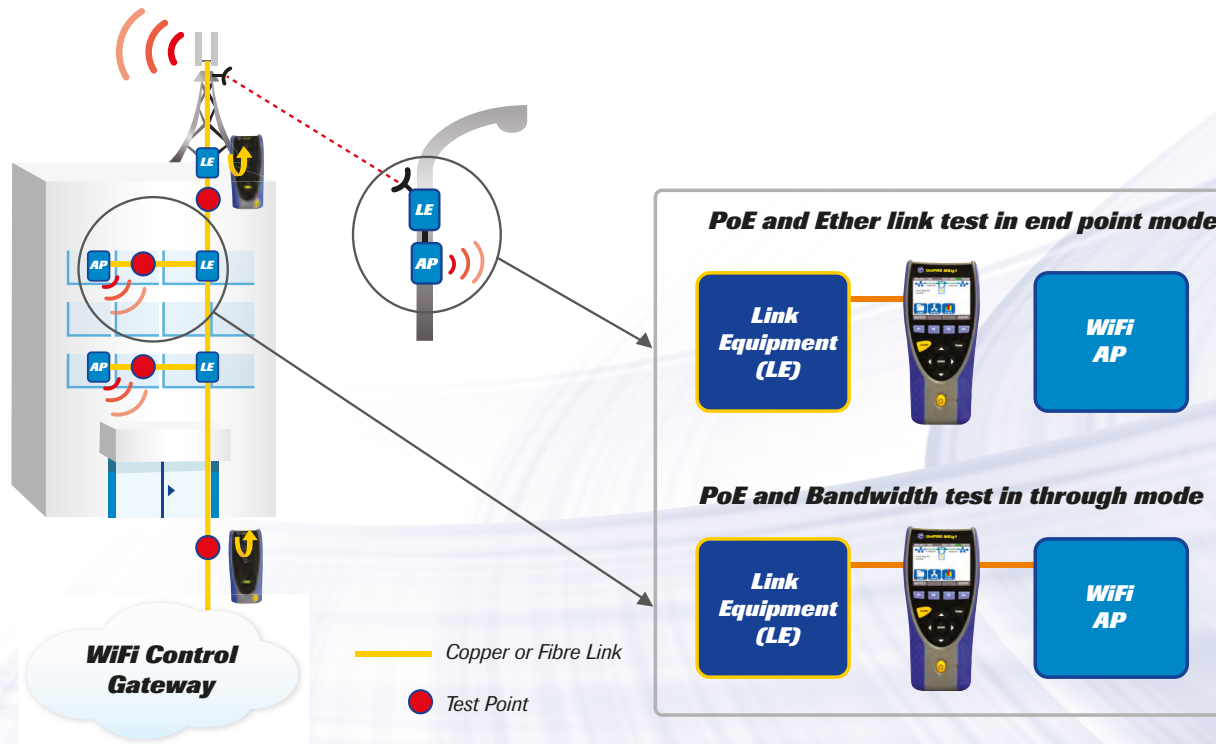 LE
AP
LE
AP
LE
LE
AP
WiFi Control
Gateway
Copper or Fibre Link
Test Point
PoE and Ether link test in end point mode
Link
Equipment
(LE)
WiFi
AP
PoE and Bandwidth test in through mode
Link
Equipment
(LE)
WiFi
AP